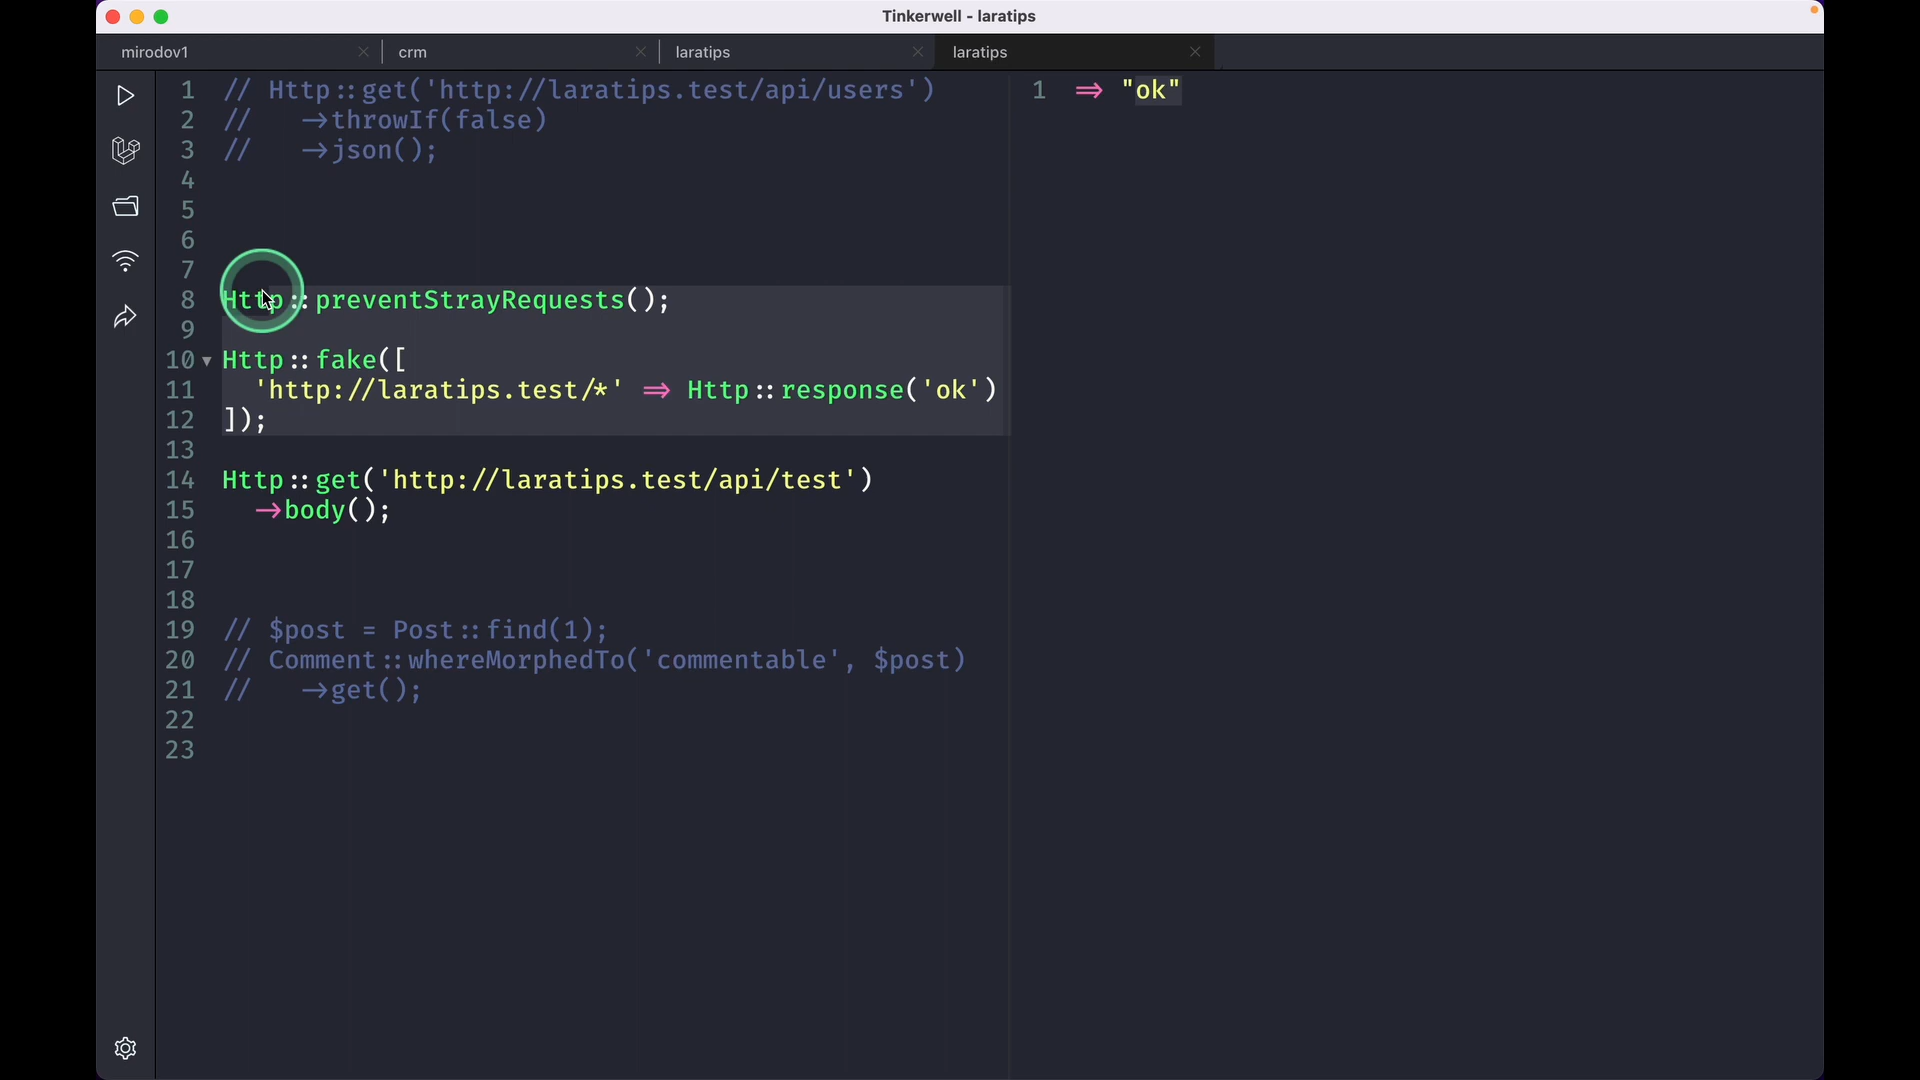 Tinkerwell - laratips
mirodov1
crm
laratips
laratips
1 // Http::get('http://laratips.test/api/users')
2 //   ->throwIf(false)
3 //   ->json();
4
5
6
7
8 Http::preventStrayRequests();
9
10 Http::fake([
11   'http://laratips.test/*' => Http::response('ok')
12 ]);
13
14 Http::get('http://laratips.test/api/test')
15   ->body();
16
17
18
19 // $post = Post::find(1);
20 // Comment::whereMorphedTo('commentable', $post)
21 //   ->get();
22
23
1 => "ok"